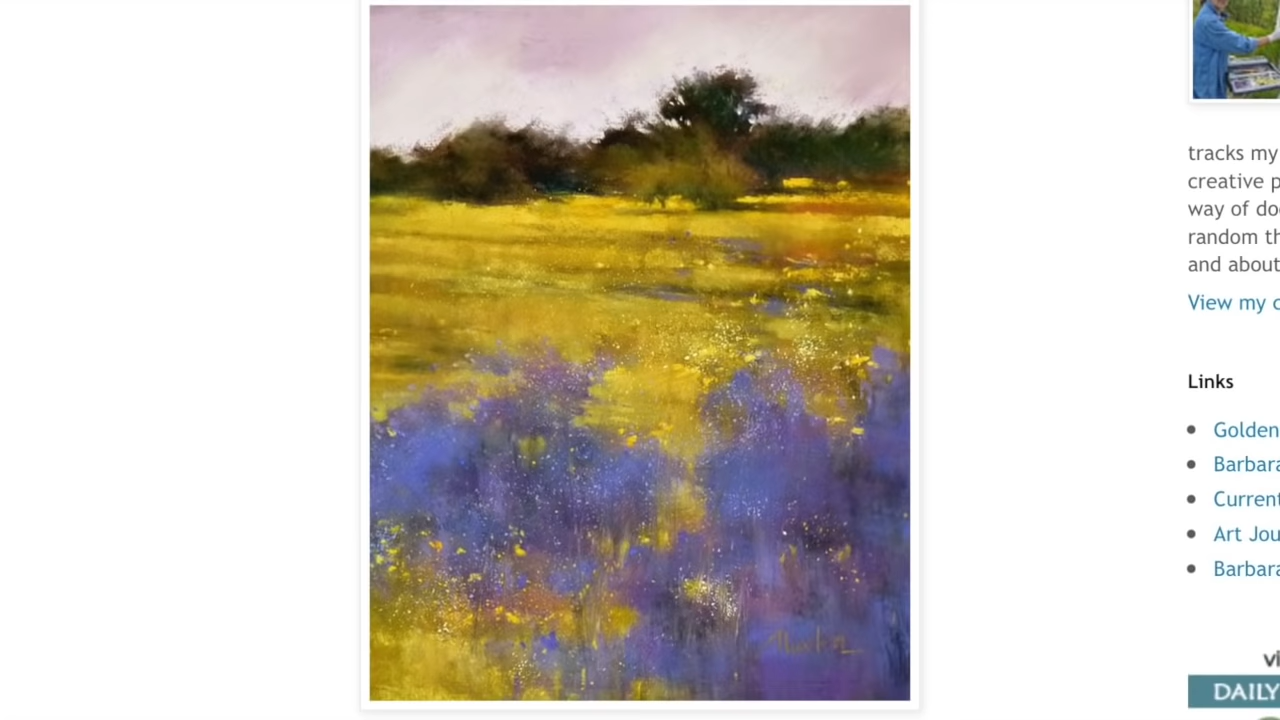 tracks my
creative p
way of do
random th
and about
View my c
Links
Golden
Barbara
Current
Art Jou
Barbara
vi
DAILY